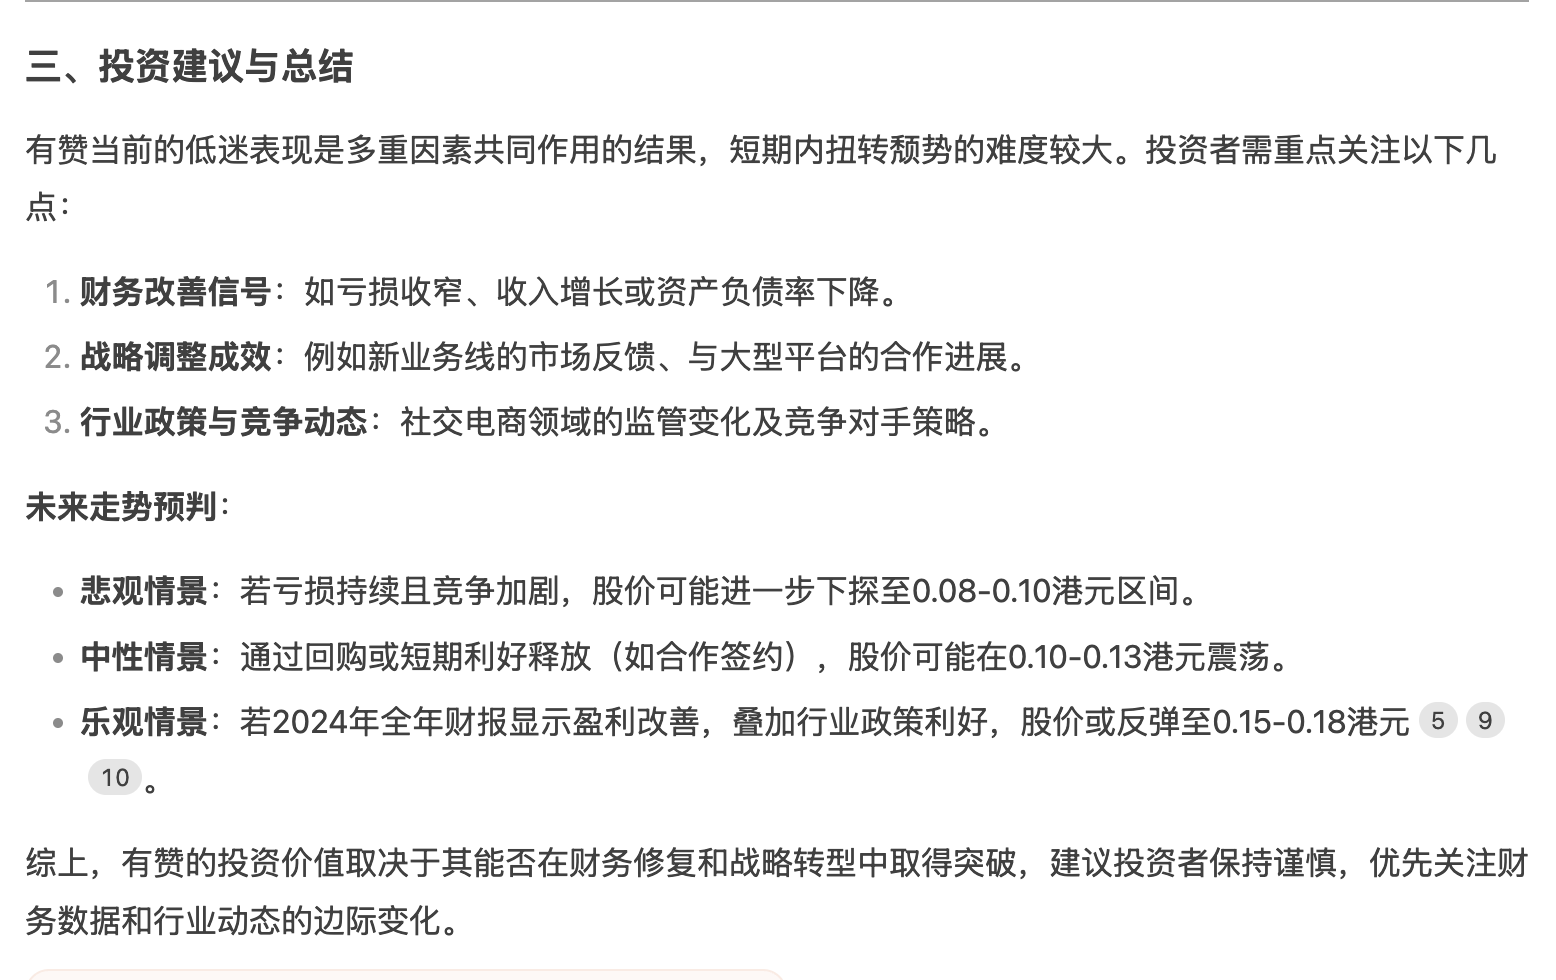 三、投资建议与总结
有赞当前的低迷表现是多重因素共同作用的结果，短期内扭转颓势的难度较大。投资者需重点关注以下几
点：
1. 财务改善信号：如亏损收窄、收入增长或资产负债率下降。
2. 战略调整成效：例如新业务线的市场反馈、与大型平台的合作进展。
3. 行业政策与竞争动态：社交电商领域的监管变化及竞争对手策略。
未来走势预判：
• 悲观情景：若亏损持续且竞争加剧，股价可能进一步下探至0.08-0.10港元区间。
• 中性情景：通过回购或短期利好释放（如合作签约），股价可能在0.10-0.13港元震荡。
• 乐观情景：若2024年全年财报显示盈利改善，叠加行业政策利好，股价或反弹至0.15-0.18港元 5 9
10 。
综上，有赞的投资价值取决于其能否在财务修复和战略转型中取得突破，建议投资者保持谨慎，优先关注财
务数据和行业动态的边际变化。